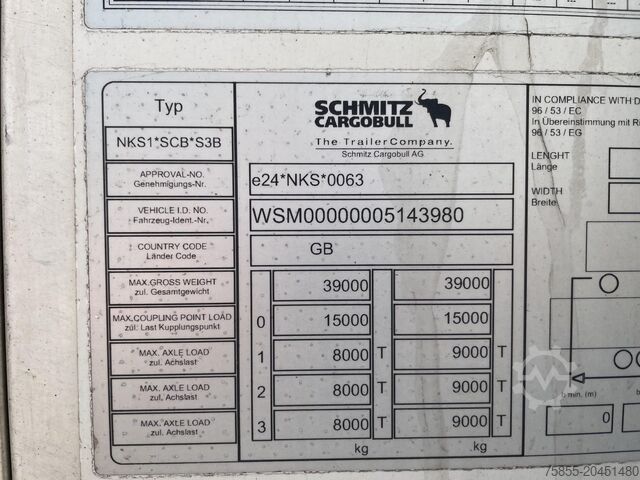 Typ
SCHMITZ
CARGOBULL
The TrailerCompany.
Schmitz Cargobull AG
NKS1*SCB*S3B
APPROVAL-NO.
Genehmigungs-Nr.
e24*NKS*0063
VEHICLE I.D. NO.
Fahrzeug-Ident.-Nr.
WSM00000005143980
COUNTRY CODE
Länder Code
GB
MAX.GROSS WEIGHT
zul. Gesamtgewicht
39000 39000
MAX.COUPLING POINT LOAD
zul. Last Kupplungspunkt
0 15000 15000
MAX. AXLE LOAD
zul. Achslast
1 8000 T 9000 T
MAX. AXLE LOAD
zul. Achslast
2 8000 T 9000 T
MAX. AXLE LOAD
zul. Achslast
3 8000 T 9000 T
kg kg
IN COMPLIANCE WITH D
96 / 53 / EC
In Übereinstimmung mit Ri
96 / 53 / EG
LENGHT
Länge
WIDTH
Breite
b min. (m)
0
75855-20451480